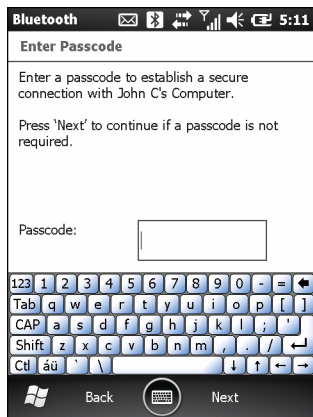 Bluetooth 5:11
Enter Passcode
Enter a passcode to establish a secure
connection with John C's Computer.
Press 'Next' to continue if a passcode is not
required.
Passcode:
123 1 2 3 4 5 6 7 8 9 0 - =
Tab q w e r t y u i o p [ ]
CAP a s d f g h j k l ; '
Shift z x c v b n m , . /
Ctl áü ` \
Back Next